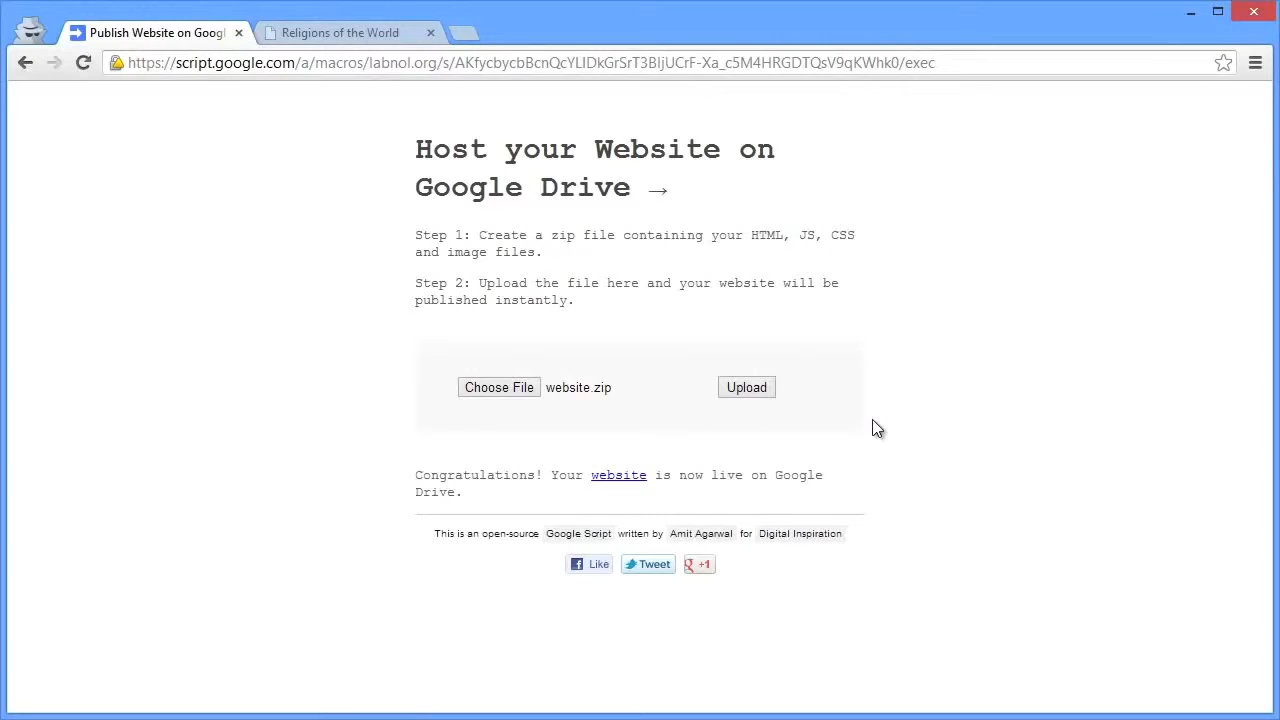 Publish Website on Googl
Religions of the World
https://script.google.com/a/macros/labnol.org/s/AKfycbycbBcnQcYLIDkGrSrT3BIjUCrF-Xa_c5M4HRGDTQsV9qKWhk0/exec
Host your Website on
Google Drive →
Step 1: Create a zip file containing your HTML, JS, CSS
and image files.
Step 2: Upload the file here and your website will be
published instantly.
Choose File website.zip Upload
Congratulations! Your website is now live on Google
Drive.
This is an open-source Google Script written by Amit Agarwal for Digital Inspiration
Like Tweet +1